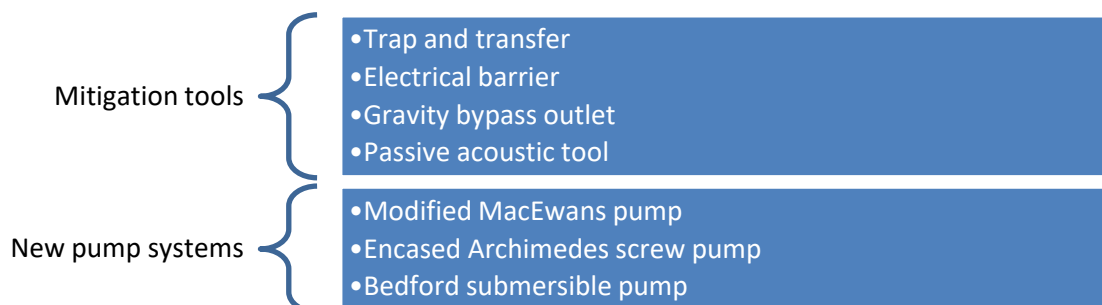 Mitigation tools
•Trap and transfer
•Electrical barrier
•Gravity bypass outlet
•Passive acoustic tool
New pump systems
•Modified MacEwans pump
•Encased Archimedes screw pump
•Bedford submersible pump